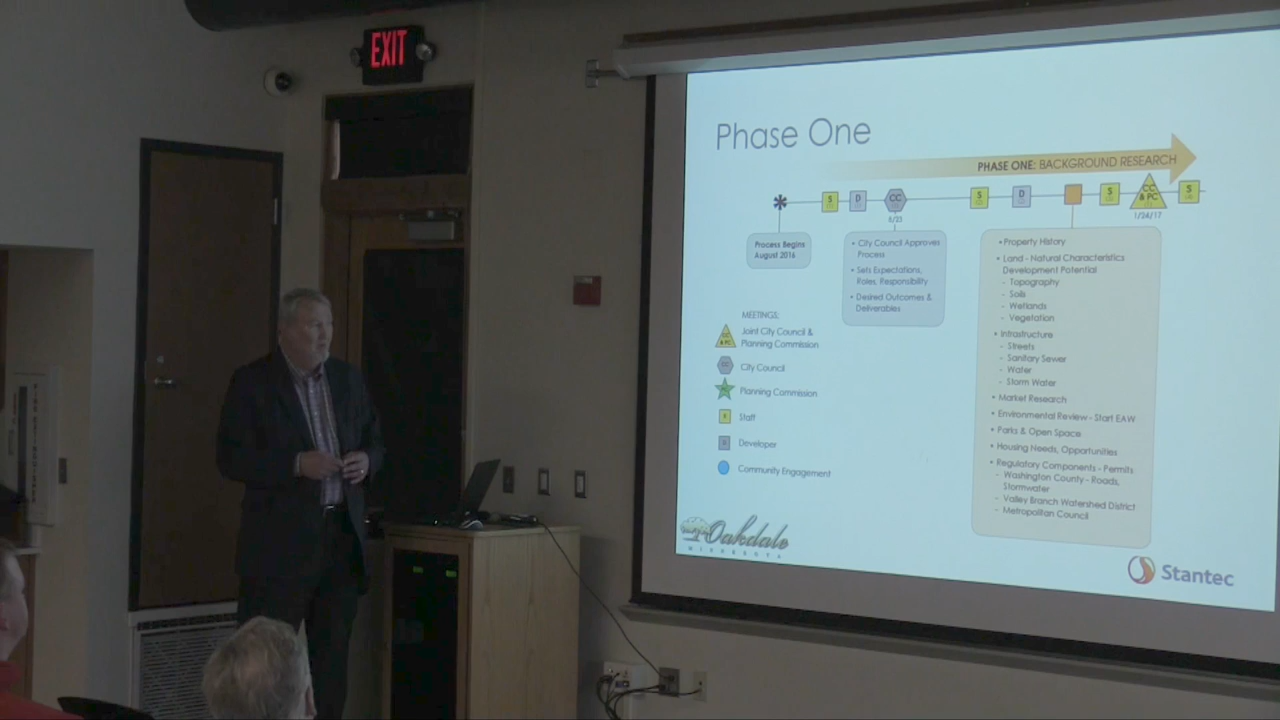 EXIT
Phase One
PHASE ONE: BACKGROUND RESEARCH
S
D
CC
S
D
S
CC
& PC
S
1/24/17
Process Begins
August 2016
• City Council Approves
Process
• Sets Expectations,
Roles, Responsibility
• Desired Outcomes &
Deliverables
• Property History
• Land - Natural Characteristics
Development Potential
- Topography
- Soils
- Wetlands
- Vegetation
• Infrastructure
- Streets
- Sanitary Sewer
- Water
- Storm Water
• Market Research
• Environmental Review - Start EAW
• Parks & Open Space
• Housing Needs, Opportunities
• Regulatory Components - Permits
- Washington County - Roads,
Stormwater
- Valley Branch Watershed District
- Metropolitan Council
MEETINGS:
Joint City Council &
Planning Commission
City Council
Planning Commission
Staff
Developer
Community Engagement
Oakdale
MINNESOTA
Stantec